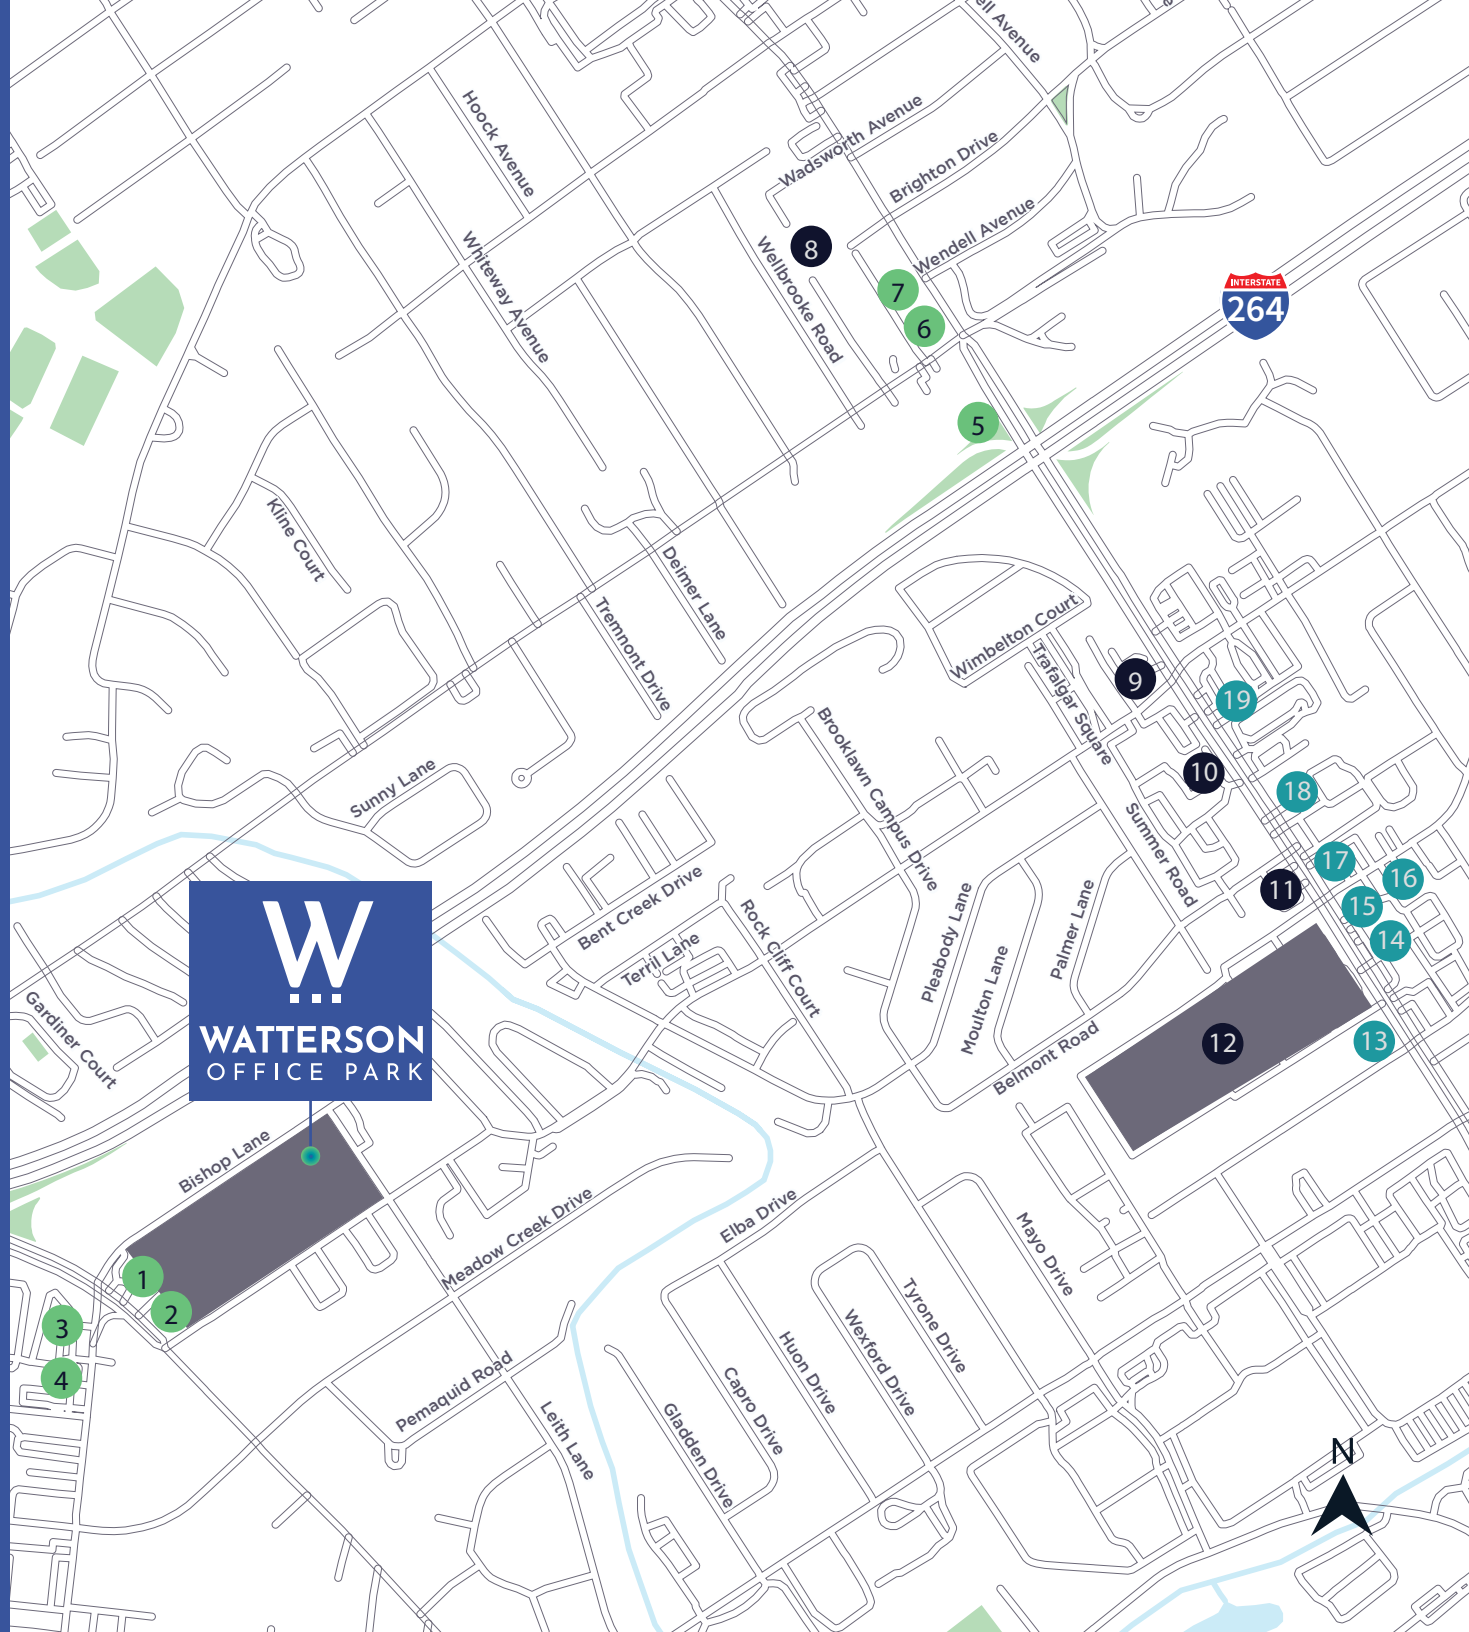 ell Avenue
Hoock Avenue
Wadsworth Avenue
Brighton Drive
Wendell Avenue
Whiteway Avenue
Wellbrooke Road
8
7
6
INTERSTATE
264
5
Kline Court
Deimer Lane
Tremnont Drive
Wimbelton Court
Trafalgar Square
9
19
Brooklawn Campus Drive
Sunny Lane
10
18
Summer Road
17
16
11
15
14
Bent Creek Drive
Terril Lane
Rock Cliff Court
Pleabody Lane
Moulton Lane
Palmer Lane
Belmont Road
12
13
Gardiner Court
W
WATTERSON
OFFICE PARK
Bishop Lane
1
2
3
4
Meadow Creek Drive
Elba Drive
Mayo Drive
Tyrone Drive
Wexford Drive
Huon Drive
Capro Drive
Gladden Drive
Pemaquid Road
Leith Lane
N